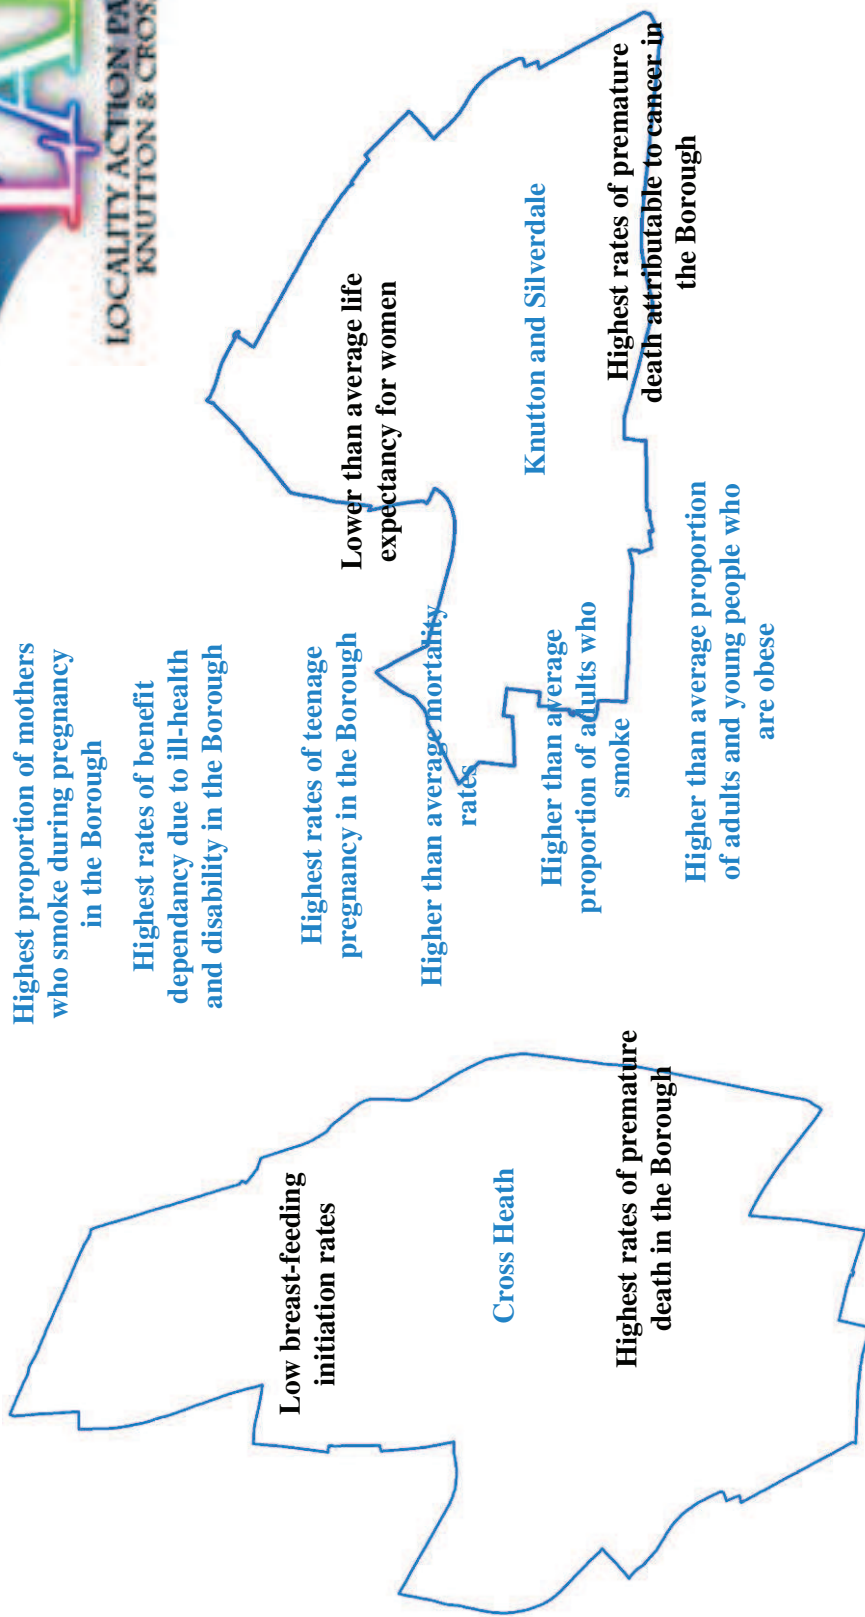 LOCALITY ACTION PA
KNUTTON & CROS
Highest proportion of mothers
who smoke during pregnancy
in the Borough
Highest rates of benefit
dependancy due to ill-health
and disability in the Borough
Highest rates of teenage
pregnancy in the Borough
Higher than average mortality
rates
Higher than average
proportion of adults who
smoke
Higher than average proportion
of adults and young people who
are obese
Low breast-feeding
initiation rates
Cross Heath
Highest rates of premature
death in the Borough
Lower than average life
expectancy for women
Knutton and Silverdale
Highest rates of premature
death attributable to cancer in
the Borough